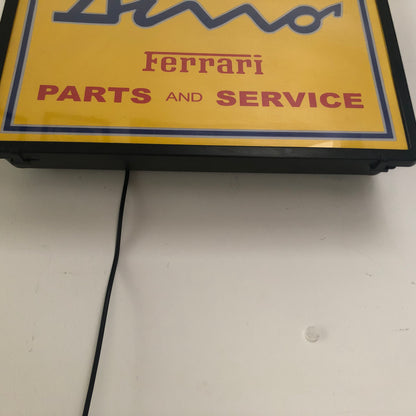 Dino
Ferrari
PARTS AND SERVICE